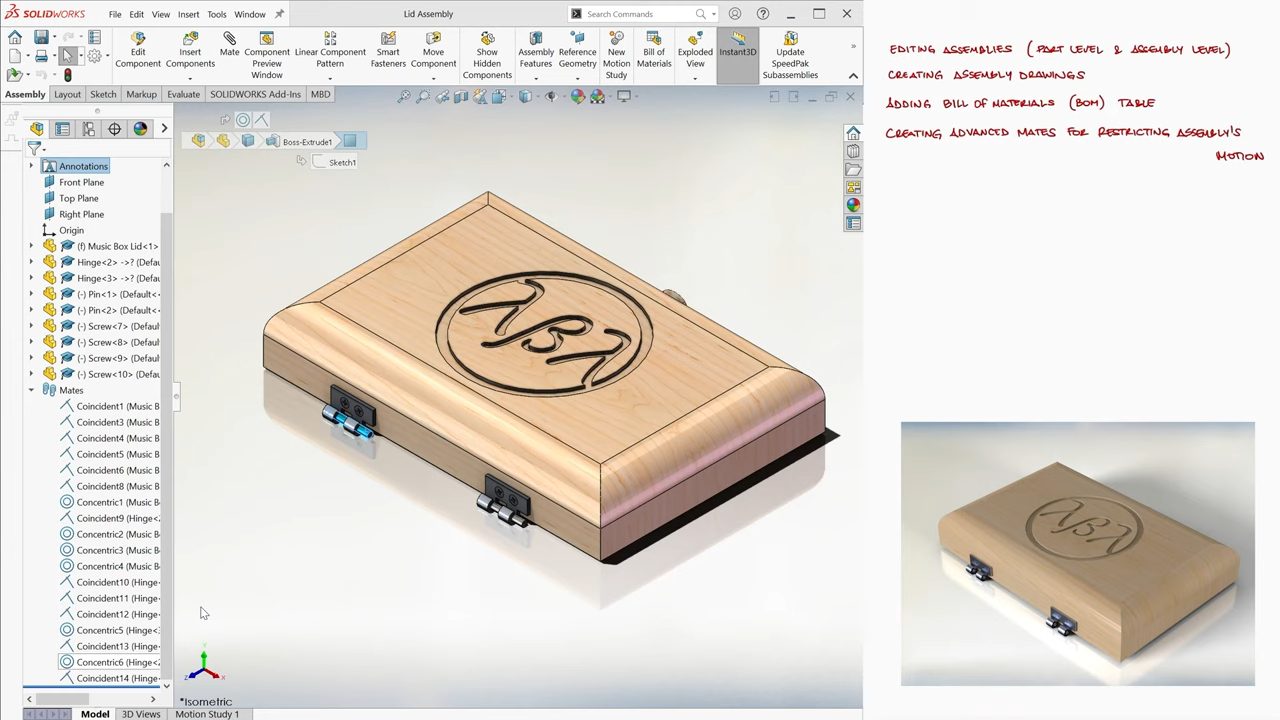 SOLIDWORKS
File
Edit
View
Insert
Tools
Window
Lid Assembly
Search Commands
Edit Component
Insert Components
Mate
Component Preview Window
Linear Component Pattern
Smart Fasteners
Move Component
Show Hidden Components
Assembly Features
Reference Geometry
New Motion Study
Bill of Materials
Exploded View
Instant3D
Update SpeedPak Subassemblies
Assembly
Layout
Sketch
Markup
Evaluate
SOLIDWORKS Add-Ins
MBD
Boss-Extrude1
Sketch1
Annotations
Front Plane
Top Plane
Right Plane
Origin
(f) Music Box Lid<1>
Hinge<2> ->? (Defau
Hinge<3> ->? (Defau
(-) Pin<1> (Default<
(-) Pin<2> (Default<
(-) Screw<7> (Default
(-) Screw<8> (Default
(-) Screw<9> (Default
(-) Screw<10> (Default
Mates
Coincident1 (Music B
Coincident3 (Music B
Coincident4 (Music B
Coincident5 (Music B
Coincident6 (Music B
Coincident8 (Music B
Concentric1 (Music B
Coincident9 (Hinge<
Concentric2 (Music B
Concentric3 (Music B
Concentric4 (Music B
Coincident10 (Hinge
Coincident11 (Hinge
Coincident12 (Hinge
Concentric5 (Hinge<
Coincident13 (Hinge
Concentric6 (Hinge<2
Coincident14 (Hinge
*Isometric
Model
3D Views
Motion Study 1
EDITING ASSEMBLIES (PART LEVEL & ASSEMBLY LEVEL)
CREATING ASSEMBLY DRAWINGS
ADDING BILL OF MATERIALS (BOM) TABLE
CREATING ADVANCED MATES FOR RESTRICTING ASSEMBLY'S
MOTION